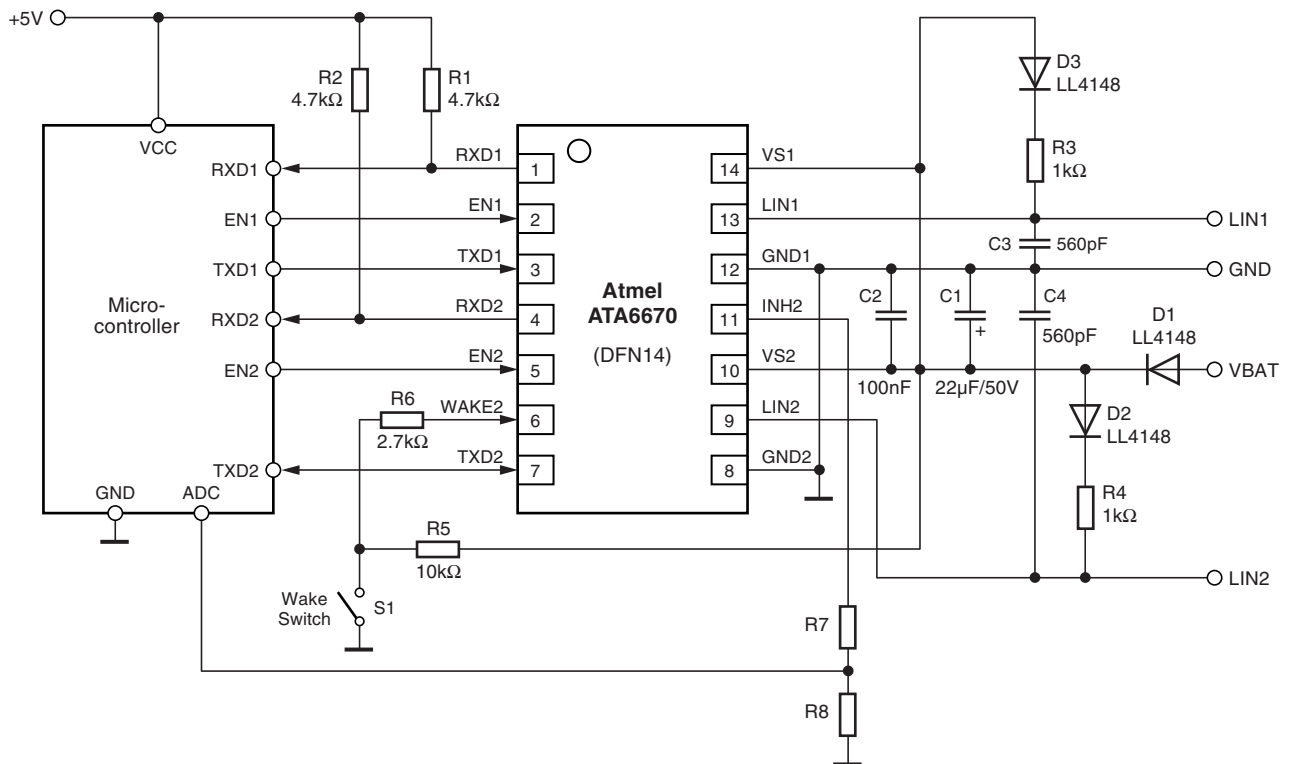 +5V
R2
4.7kΩ
R1
4.7kΩ
D3
LL4148
R3
1kΩ
VCC
RXD1
EN1
TXD1
RXD2
EN2
TXD2
Micro-
controller
GND
ADC
RXD1
EN1
TXD1
RXD2
EN2
WAKE2
TXD2
1
2
3
4
5
6
7
Atmel
ATA6670
(DFN14)
14
13
12
11
10
9
8
VS1
LIN1
GND1
INH2
VS2
LIN2
GND2
C3
560pF
C2
100nF
C1
+
22µF/50V
C4
560pF
D1
LL4148
D2
LL4148
R4
1kΩ
LIN1
GND
VBAT
LIN2
R6
2.7kΩ
R5
10kΩ
Wake
Switch
S1
R7
R8